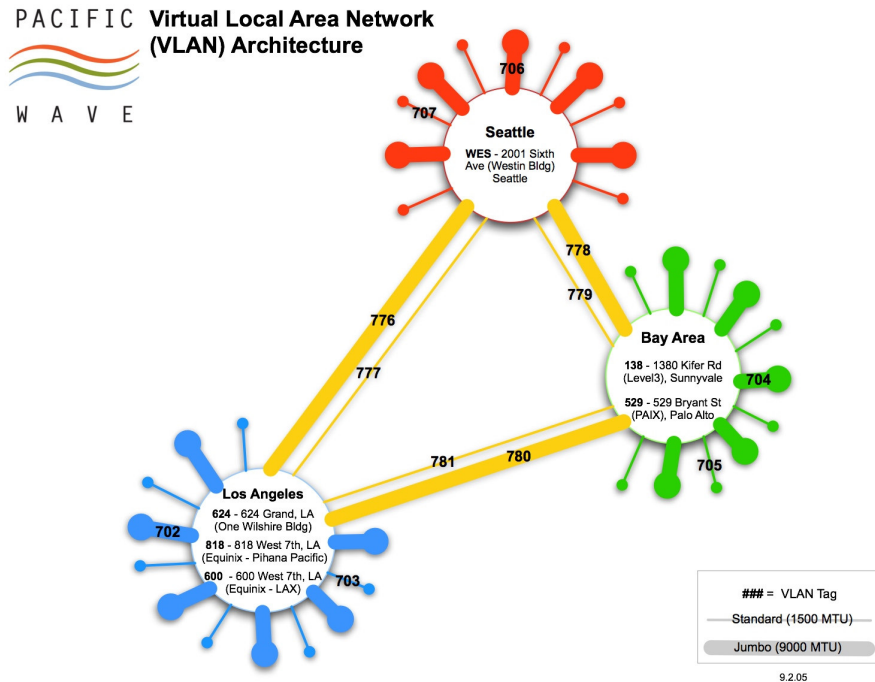 PACIFIC
WAVE
Virtual Local Area Network
(VLAN) Architecture
706
707
Seattle
WES - 2001 Sixth
Ave (Westin Bldg)
Seattle
778
779
776
777
Bay Area
138 - 1380 Kifer Rd
(Level3), Sunnyvale
529 - 529 Bryant St
(PAIX), Palo Alto
704
705
781
780
Los Angeles
624 - 624 Grand, LA
(One Wilshire Bldg)
818 - 818 West 7th, LA
(Equinix - Pihana Pacific)
600 - 600 West 7th, LA
(Equinix - LAX)
702
703
### = VLAN Tag
Standard (1500 MTU)
Jumbo (9000 MTU)
9.2.05